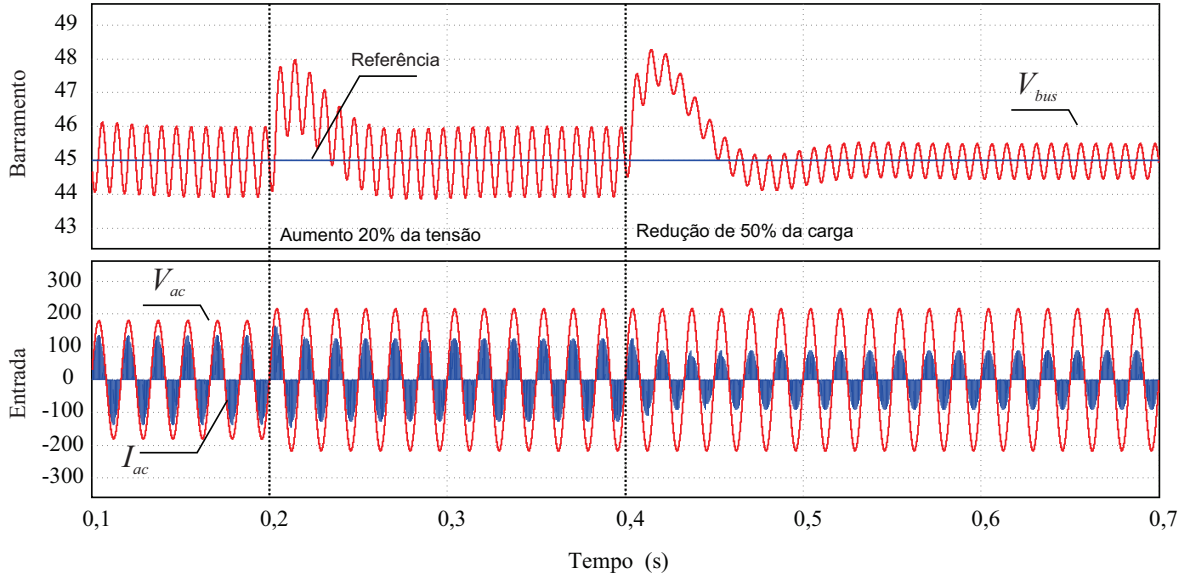 49
48
47
46
45
44
43
Barramento
Referência
V_bus
Aumento 20% da tensão
Redução de 50% da carga
300
200
100
0
-100
-200
-300
Entrada
V_ac
I_ac
0,1
0,2
0,3
0,4
0,5
0,6
0,7
Tempo (s)